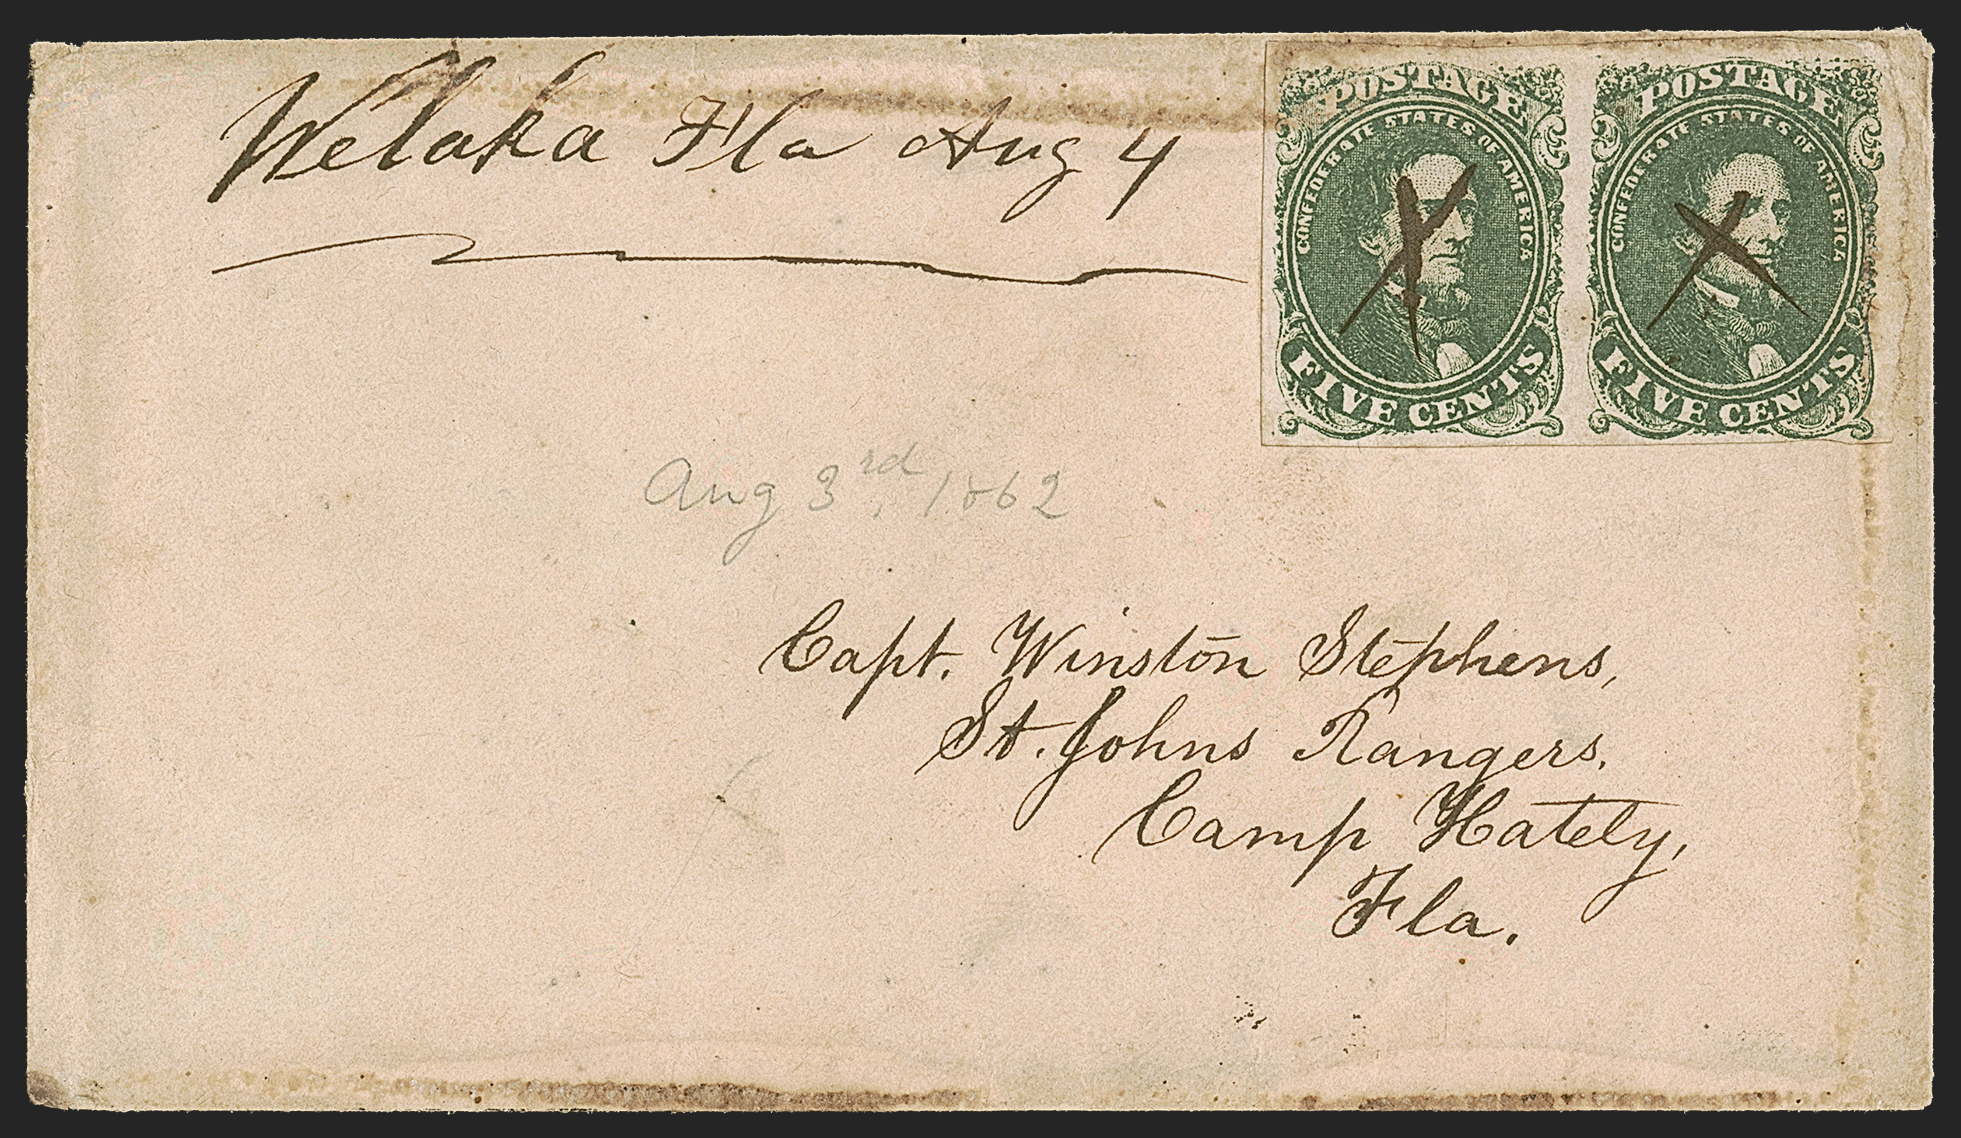 Welaka Fla Aug 4
POSTAGE
CONFEDERATE STATES OF AMERICA
FIVE CENTS
POSTAGE
CONFEDERATE STATES OF AMERICA
FIVE CENTS
Aug 3rd, 1862
Capt. Winston Stephens,
St. Johns Rangers.
Camp Hately,
Fla.